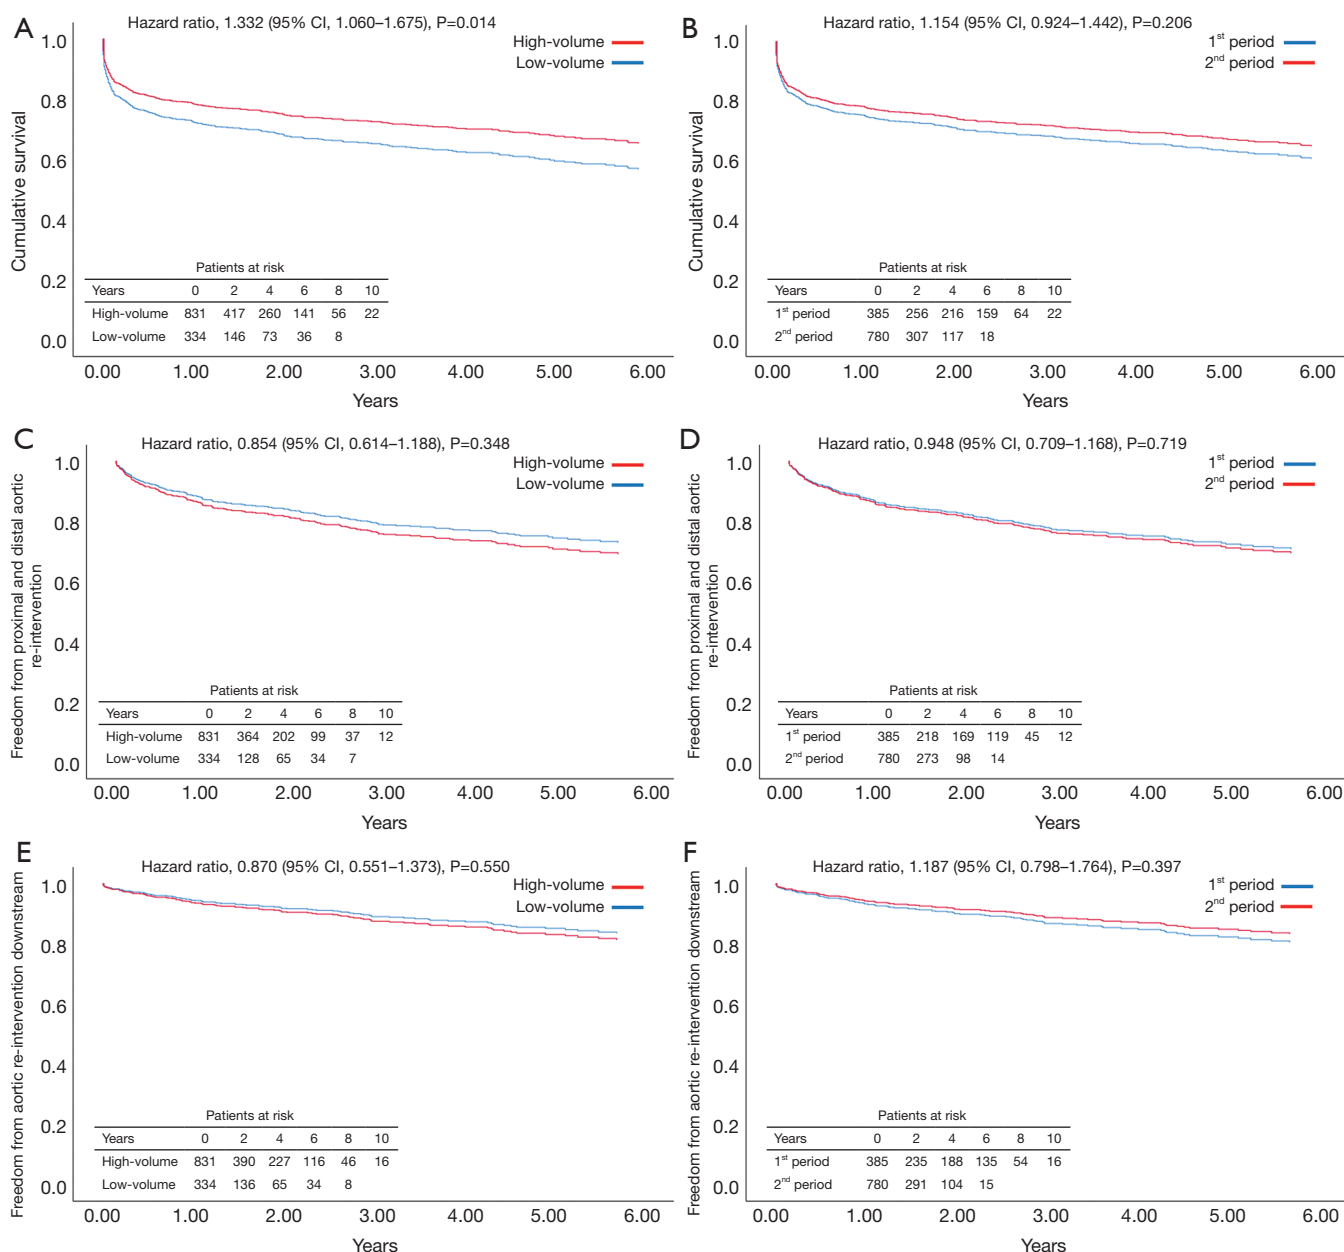 A
Hazard ratio, 1.332 (95% CI, 1.060–1.675), P=0.014
High-volume
Low-volume
Cumulative survival
1.0
0.8
0.6
0.4
0.2
0.0
Patients at risk
Years 0 2 4 6 8 10
High-volume 831 417 260 141 56 22
Low-volume 334 146 73 36 8
0.00 1.00 2.00 3.00 4.00 5.00 6.00
Years
B
Hazard ratio, 1.154 (95% CI, 0.924–1.442), P=0.206
1st period
2nd period
Cumulative survival
1.0
0.8
0.6
0.4
0.2
0.0
Patients at risk
Years 0 2 4 6 8 10
1st period 385 256 216 159 64 22
2nd period 780 307 117 18
0.00 1.00 2.00 3.00 4.00 5.00 6.00
Years
C
Hazard ratio, 0.854 (95% CI, 0.614–1.188), P=0.348
High-volume
Low-volume
Freedom from proximal and distal aortic
re-intervention
1.0
0.8
0.6
0.4
0.2
0.0
Patients at risk
Years 0 2 4 6 8 10
High-volume 831 364 202 99 37 12
Low-volume 334 128 65 34 7
0.00 1.00 2.00 3.00 4.00 5.00 6.00
Years
D
Hazard ratio, 0.948 (95% CI, 0.709–1.168), P=0.719
1st period
2nd period
Freedom from proximal and distal aortic
re-intervention
1.0
0.8
0.6
0.4
0.2
0.0
Patients at risk
Years 0 2 4 6 8 10
1st period 385 218 169 119 45 12
2nd period 780 273 98 14
0.00 1.00 2.00 3.00 4.00 5.00 6.00
Years
E
Hazard ratio, 0.870 (95% CI, 0.551–1.373), P=0.550
High-volume
Low-volume
Freedom from aortic re-intervention downstream
1.0
0.8
0.6
0.4
0.2
0.0
Patients at risk
Years 0 2 4 6 8 10
High-volume 831 390 227 116 46 16
Low-volume 334 136 65 34 8
0.00 1.00 2.00 3.00 4.00 5.00 6.00
Years
F
Hazard ratio, 1.187 (95% CI, 0.798–1.764), P=0.397
1st period
2nd period
Freedom from aortic re-intervention downstream
1.0
0.8
0.6
0.4
0.2
0.0
Patients at risk
Years 0 2 4 6 8 10
1st period 385 235 188 135 54 16
2nd period 780 291 104 15
0.00 1.00 2.00 3.00 4.00 5.00 6.00
Years